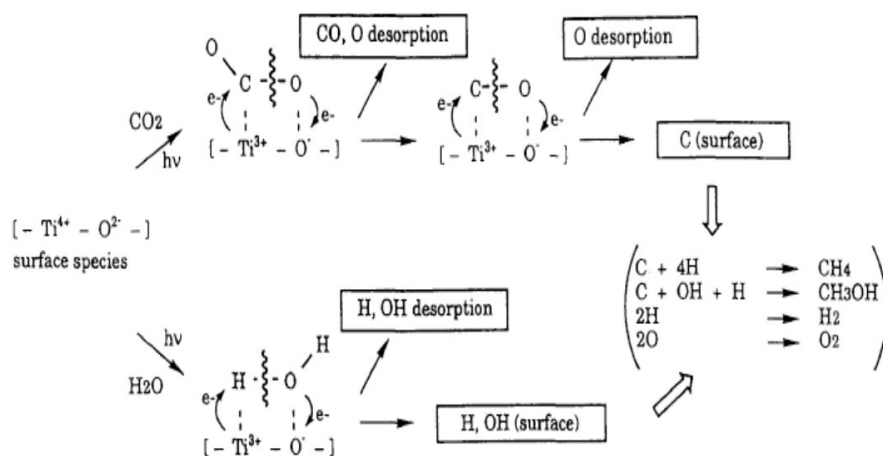 CO, O desorption
O desorption
O
C
O
e-
e-
C
O
e-
e-
CO2
hν
[ – Ti³⁺ – O⁻ –]
[ – Ti³⁺ – O⁻ –]
C (surface)
[ – Ti⁴⁺ – O²⁻ –]
surface species
C + 4H → CH4
C + OH + H → CH3OH
2H → H2
2O → O2
H, OH desorption
hν
H2O
H
H
O
e-
e-
[ – Ti³⁺ – O⁻ –]
H, OH (surface)